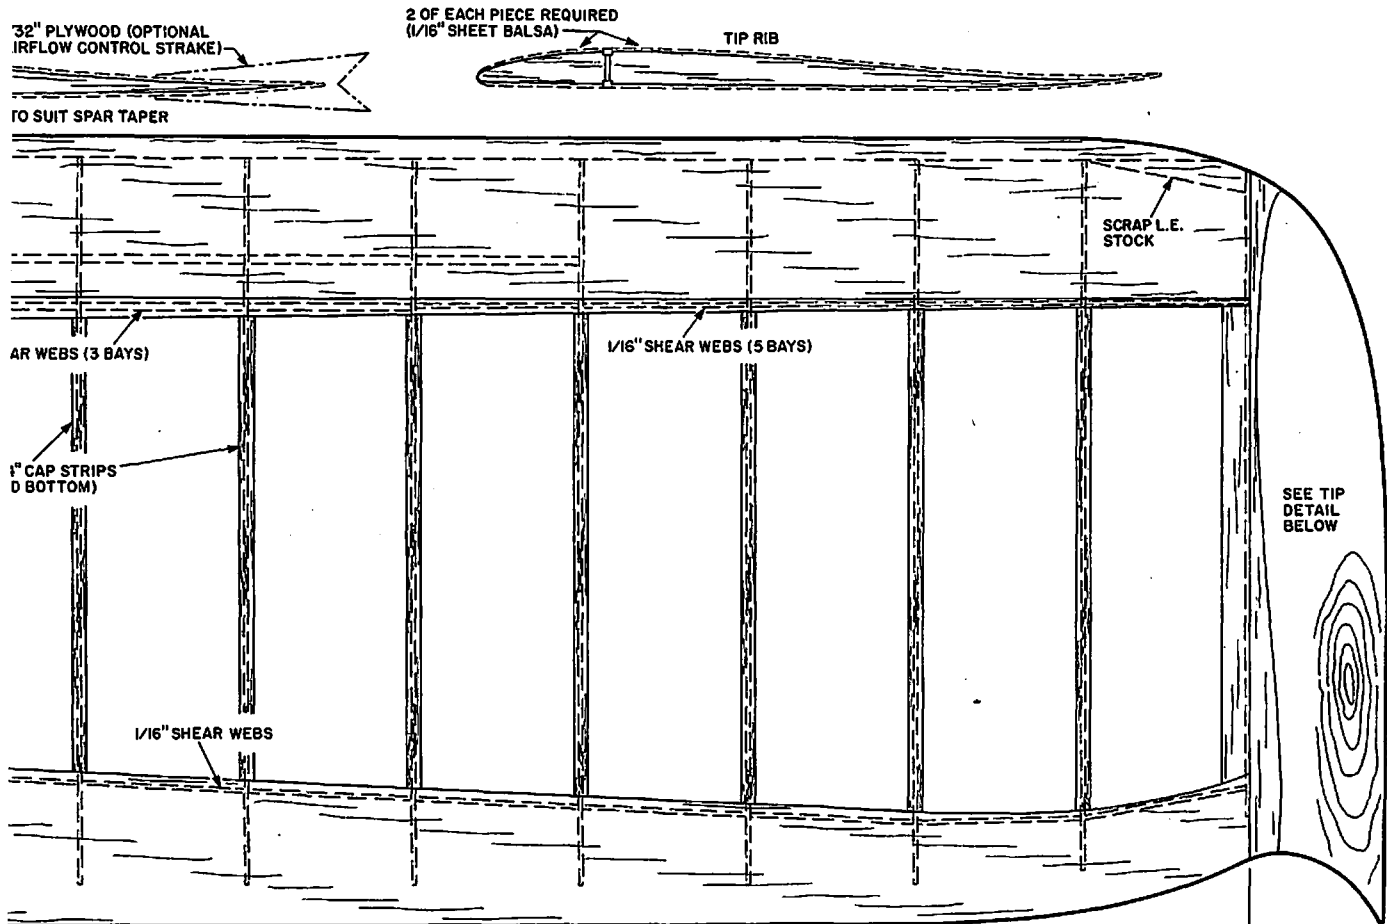 32" PLYWOOD (OPTIONAL
IRFLOW CONTROL STRAKE)
2 OF EACH PIECE REQUIRED
(1/16" SHEET BALSA)
TIP RIB
TO SUIT SPAR TAPER
SCRAP L.E.
STOCK
AR WEBS (3 BAYS)
1/16" SHEAR WEBS (5 BAYS)
" CAP STRIPS
D BOTTOM)
SEE TIP
DETAIL
BELOW
1/16" SHEAR WEBS